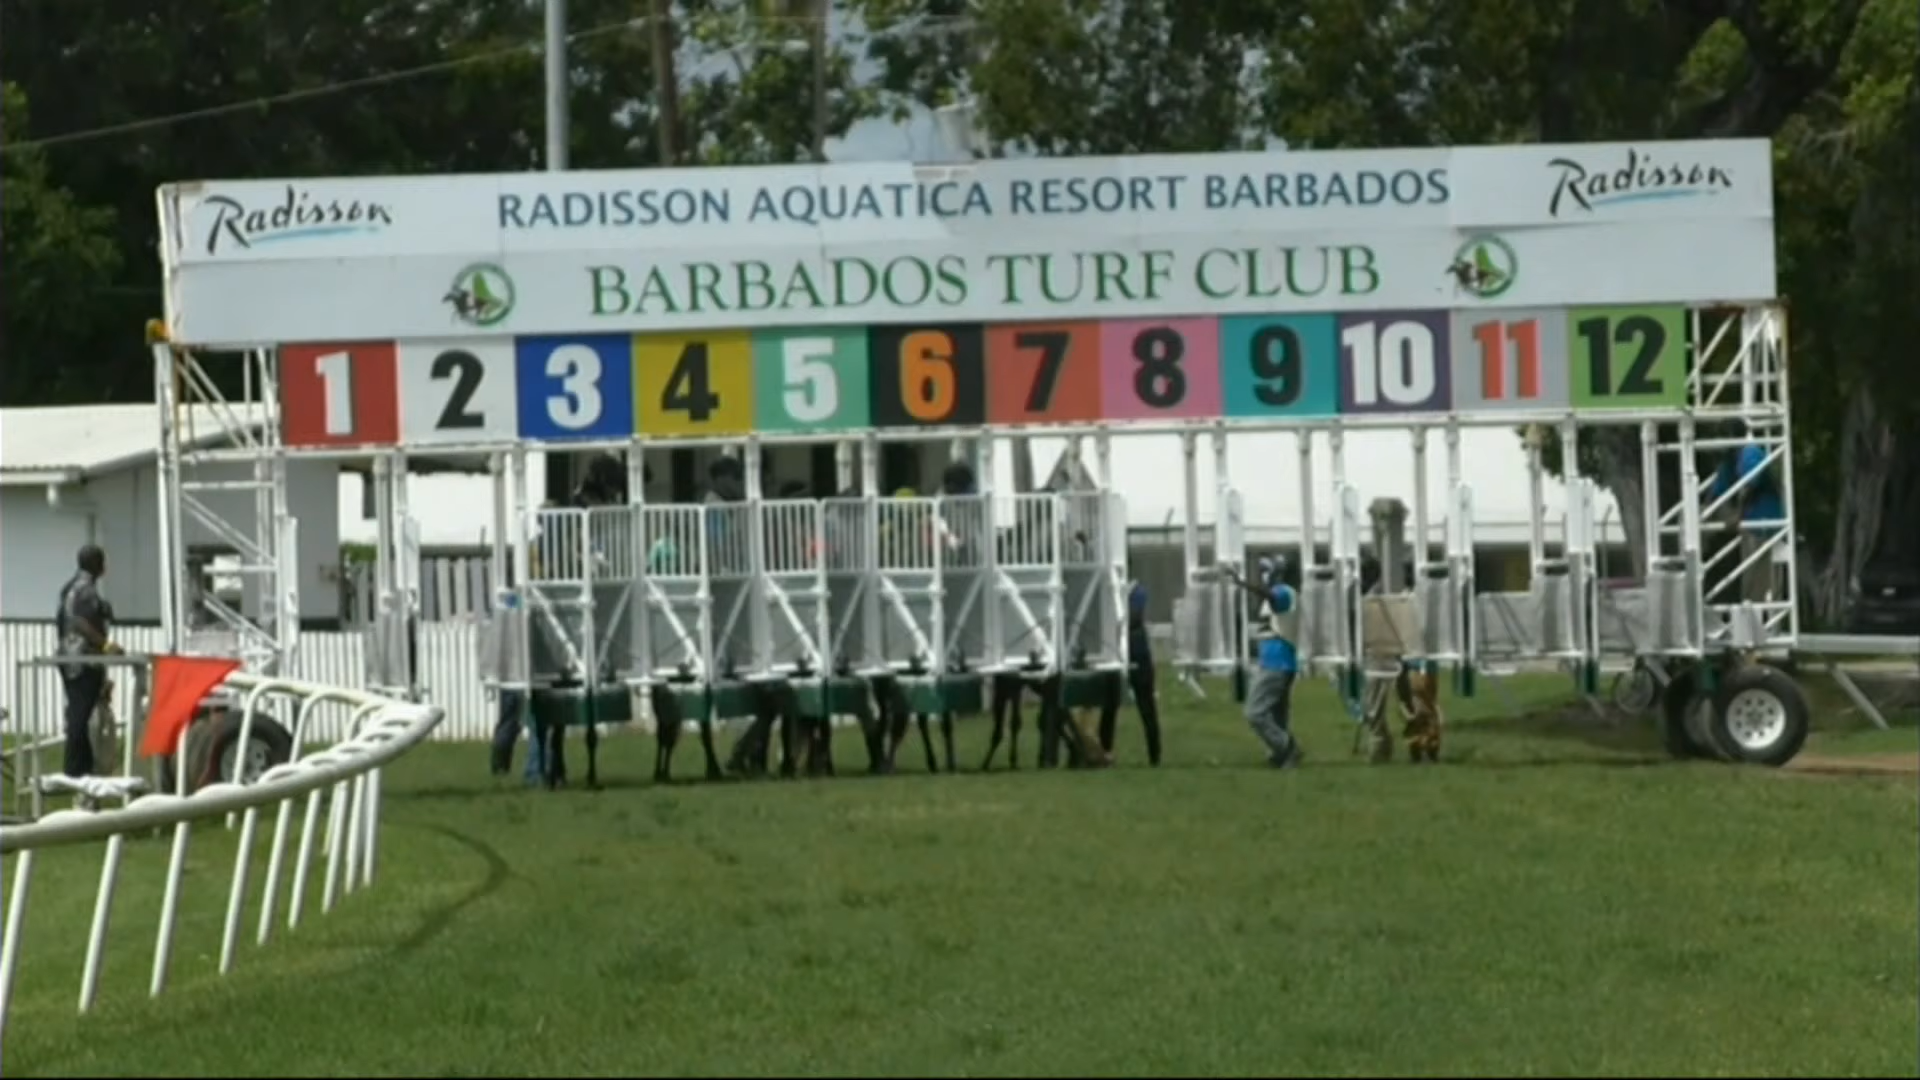 Radisson RADISSON AQUATICA RESORT BARBADOS Radisson
BARBADOS TURF CLUB
1 2 3 4 5 6 7 8 9 10 11 12